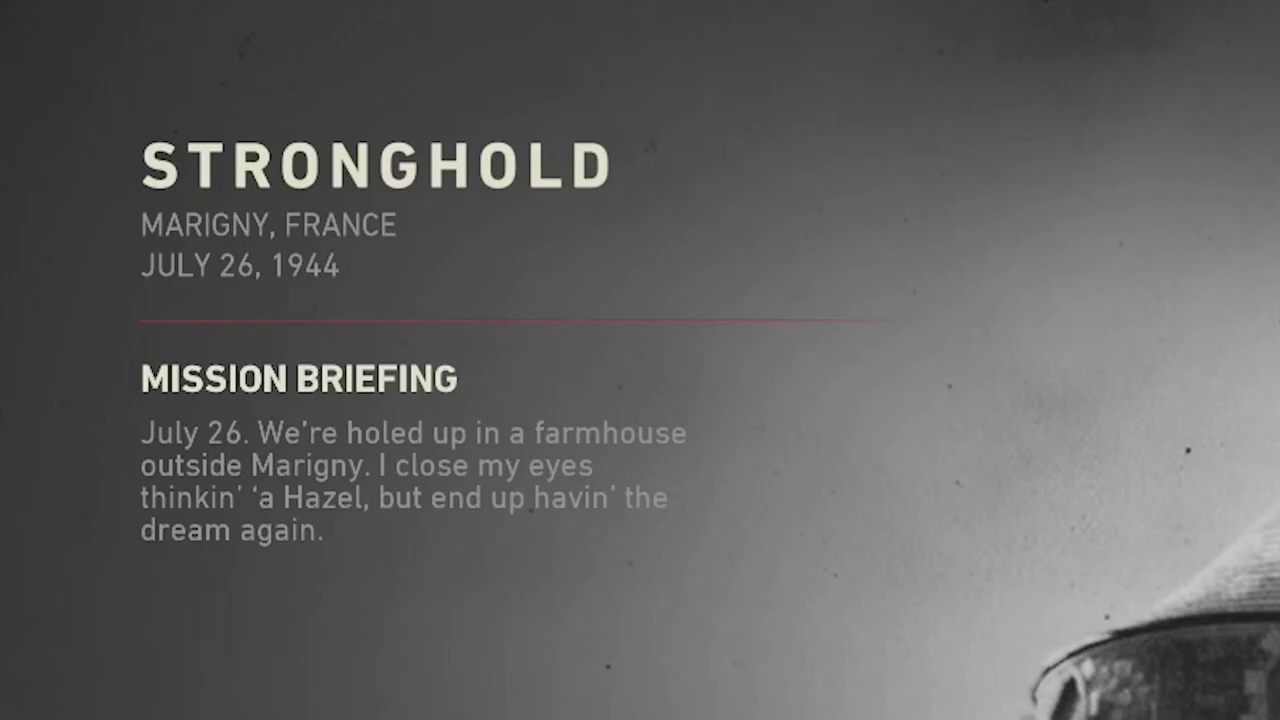 STRONGHOLD
MARIGNY, FRANCE
JULY 26, 1944
MISSION BRIEFING
July 26. We’re holed up in a farmhouse
outside Marigny. I close my eyes
thinkin’ ‘a Hazel, but end up havin’ the
dream again.